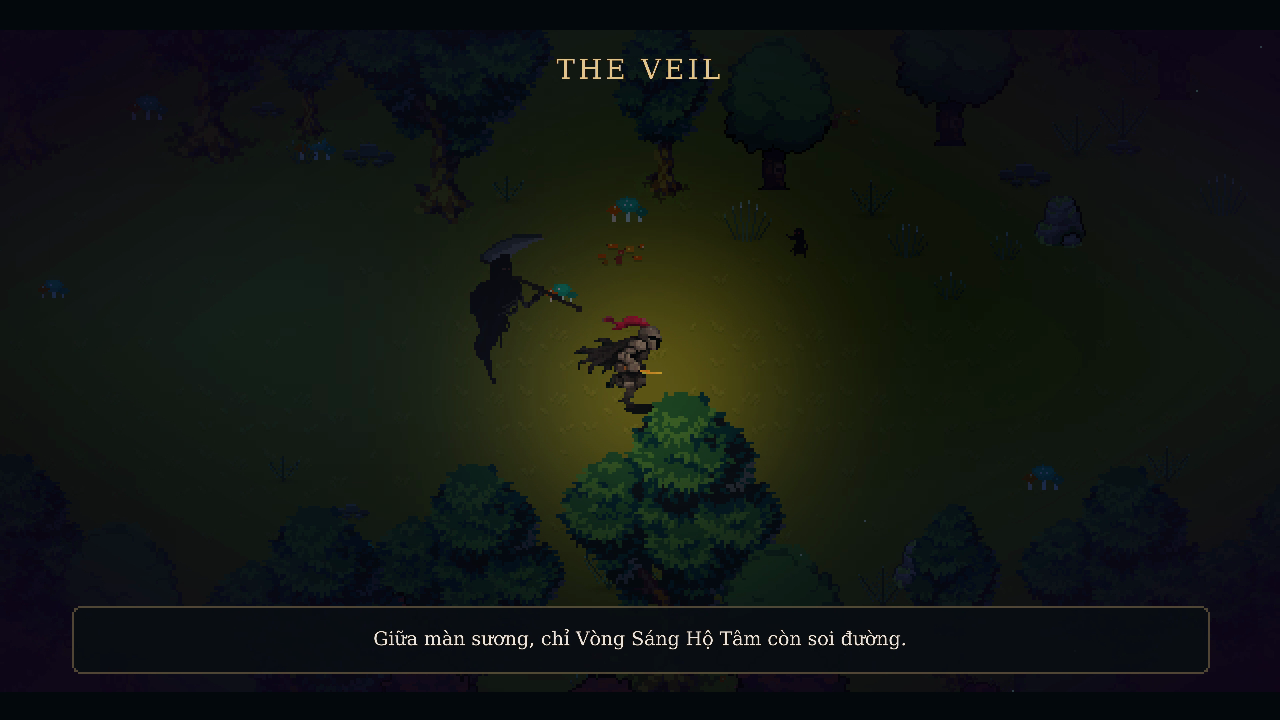 THE VEIL
Giữa màn sương, chỉ Vòng Sáng Hộ Tâm còn soi đường.